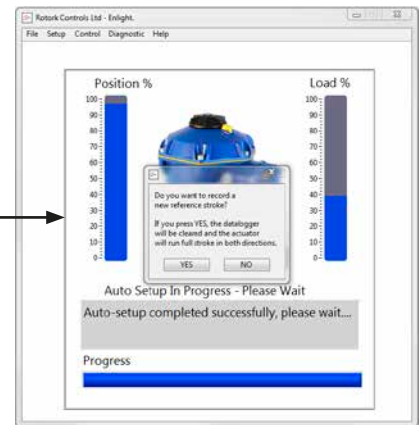 Rotork Controls Ltd - Enlight.
File Setup Control Diagnostic Help
Position %
Load %
100
90
80
70
60
50
40
30
20
10
0
100
90
80
70
60
50
40
30
20
10
0
Do you want to record a
new reference stroke?
If you press YES, the datalogger
will be cleared and the actuator
will run full stroke in both directions.
YES NO
Auto Setup In Progress - Please Wait
Auto-setup completed successfully, please wait....
Progress